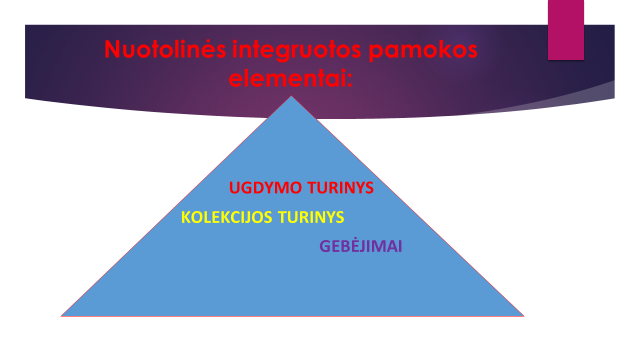 Nuotolinės integruotos pamokos
elementai:
UGDYMO TURINYS
KOLEKCIJOS TURINYS
GEBĖJIMAI